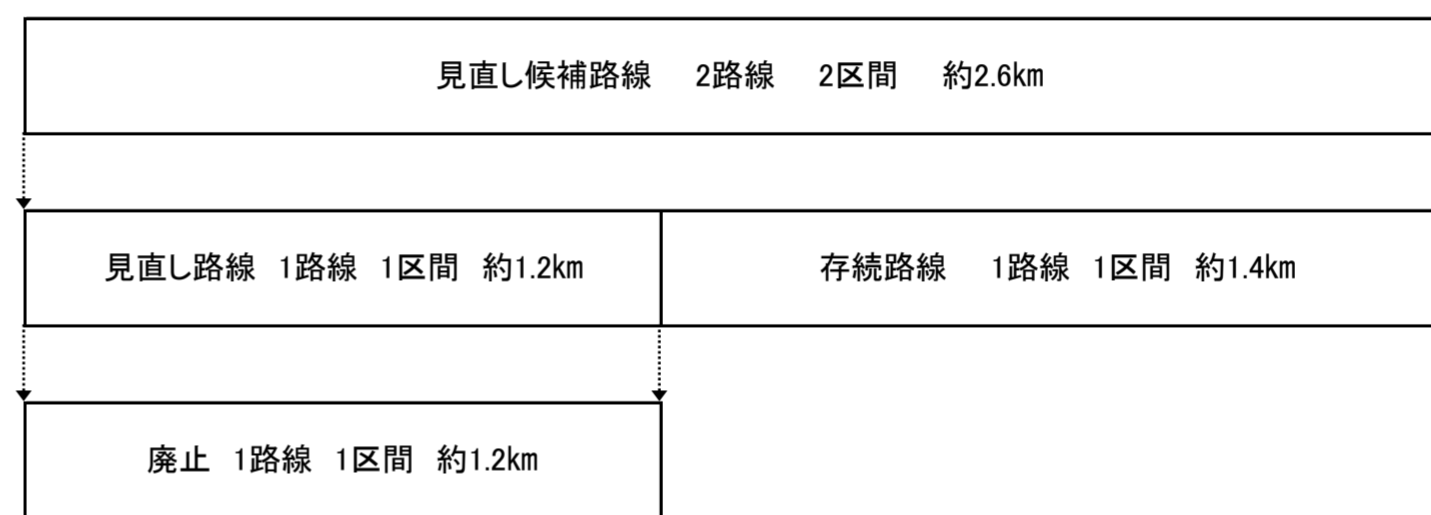 見直し候補路線　2路線　2区間　約2.6km
見直し路線　1路線　1区間　約1.2km
存続路線　1路線　1区間　約1.4km
廃止　1路線　1区間　約1.2km